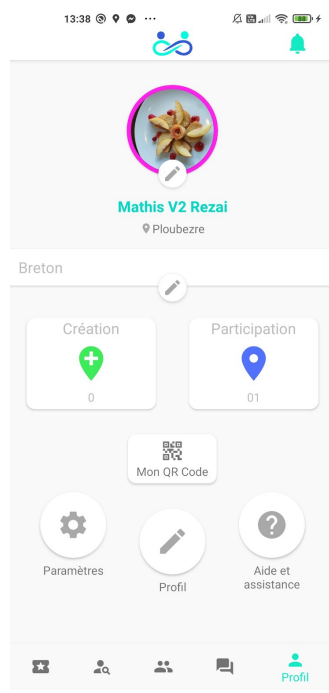 13:38
Mathis V2 Rezai
Ploubezre
Breton
Création
Participation
0
01
Mon QR Code
Paramètres
Profil
Aide et
assistance
Profil